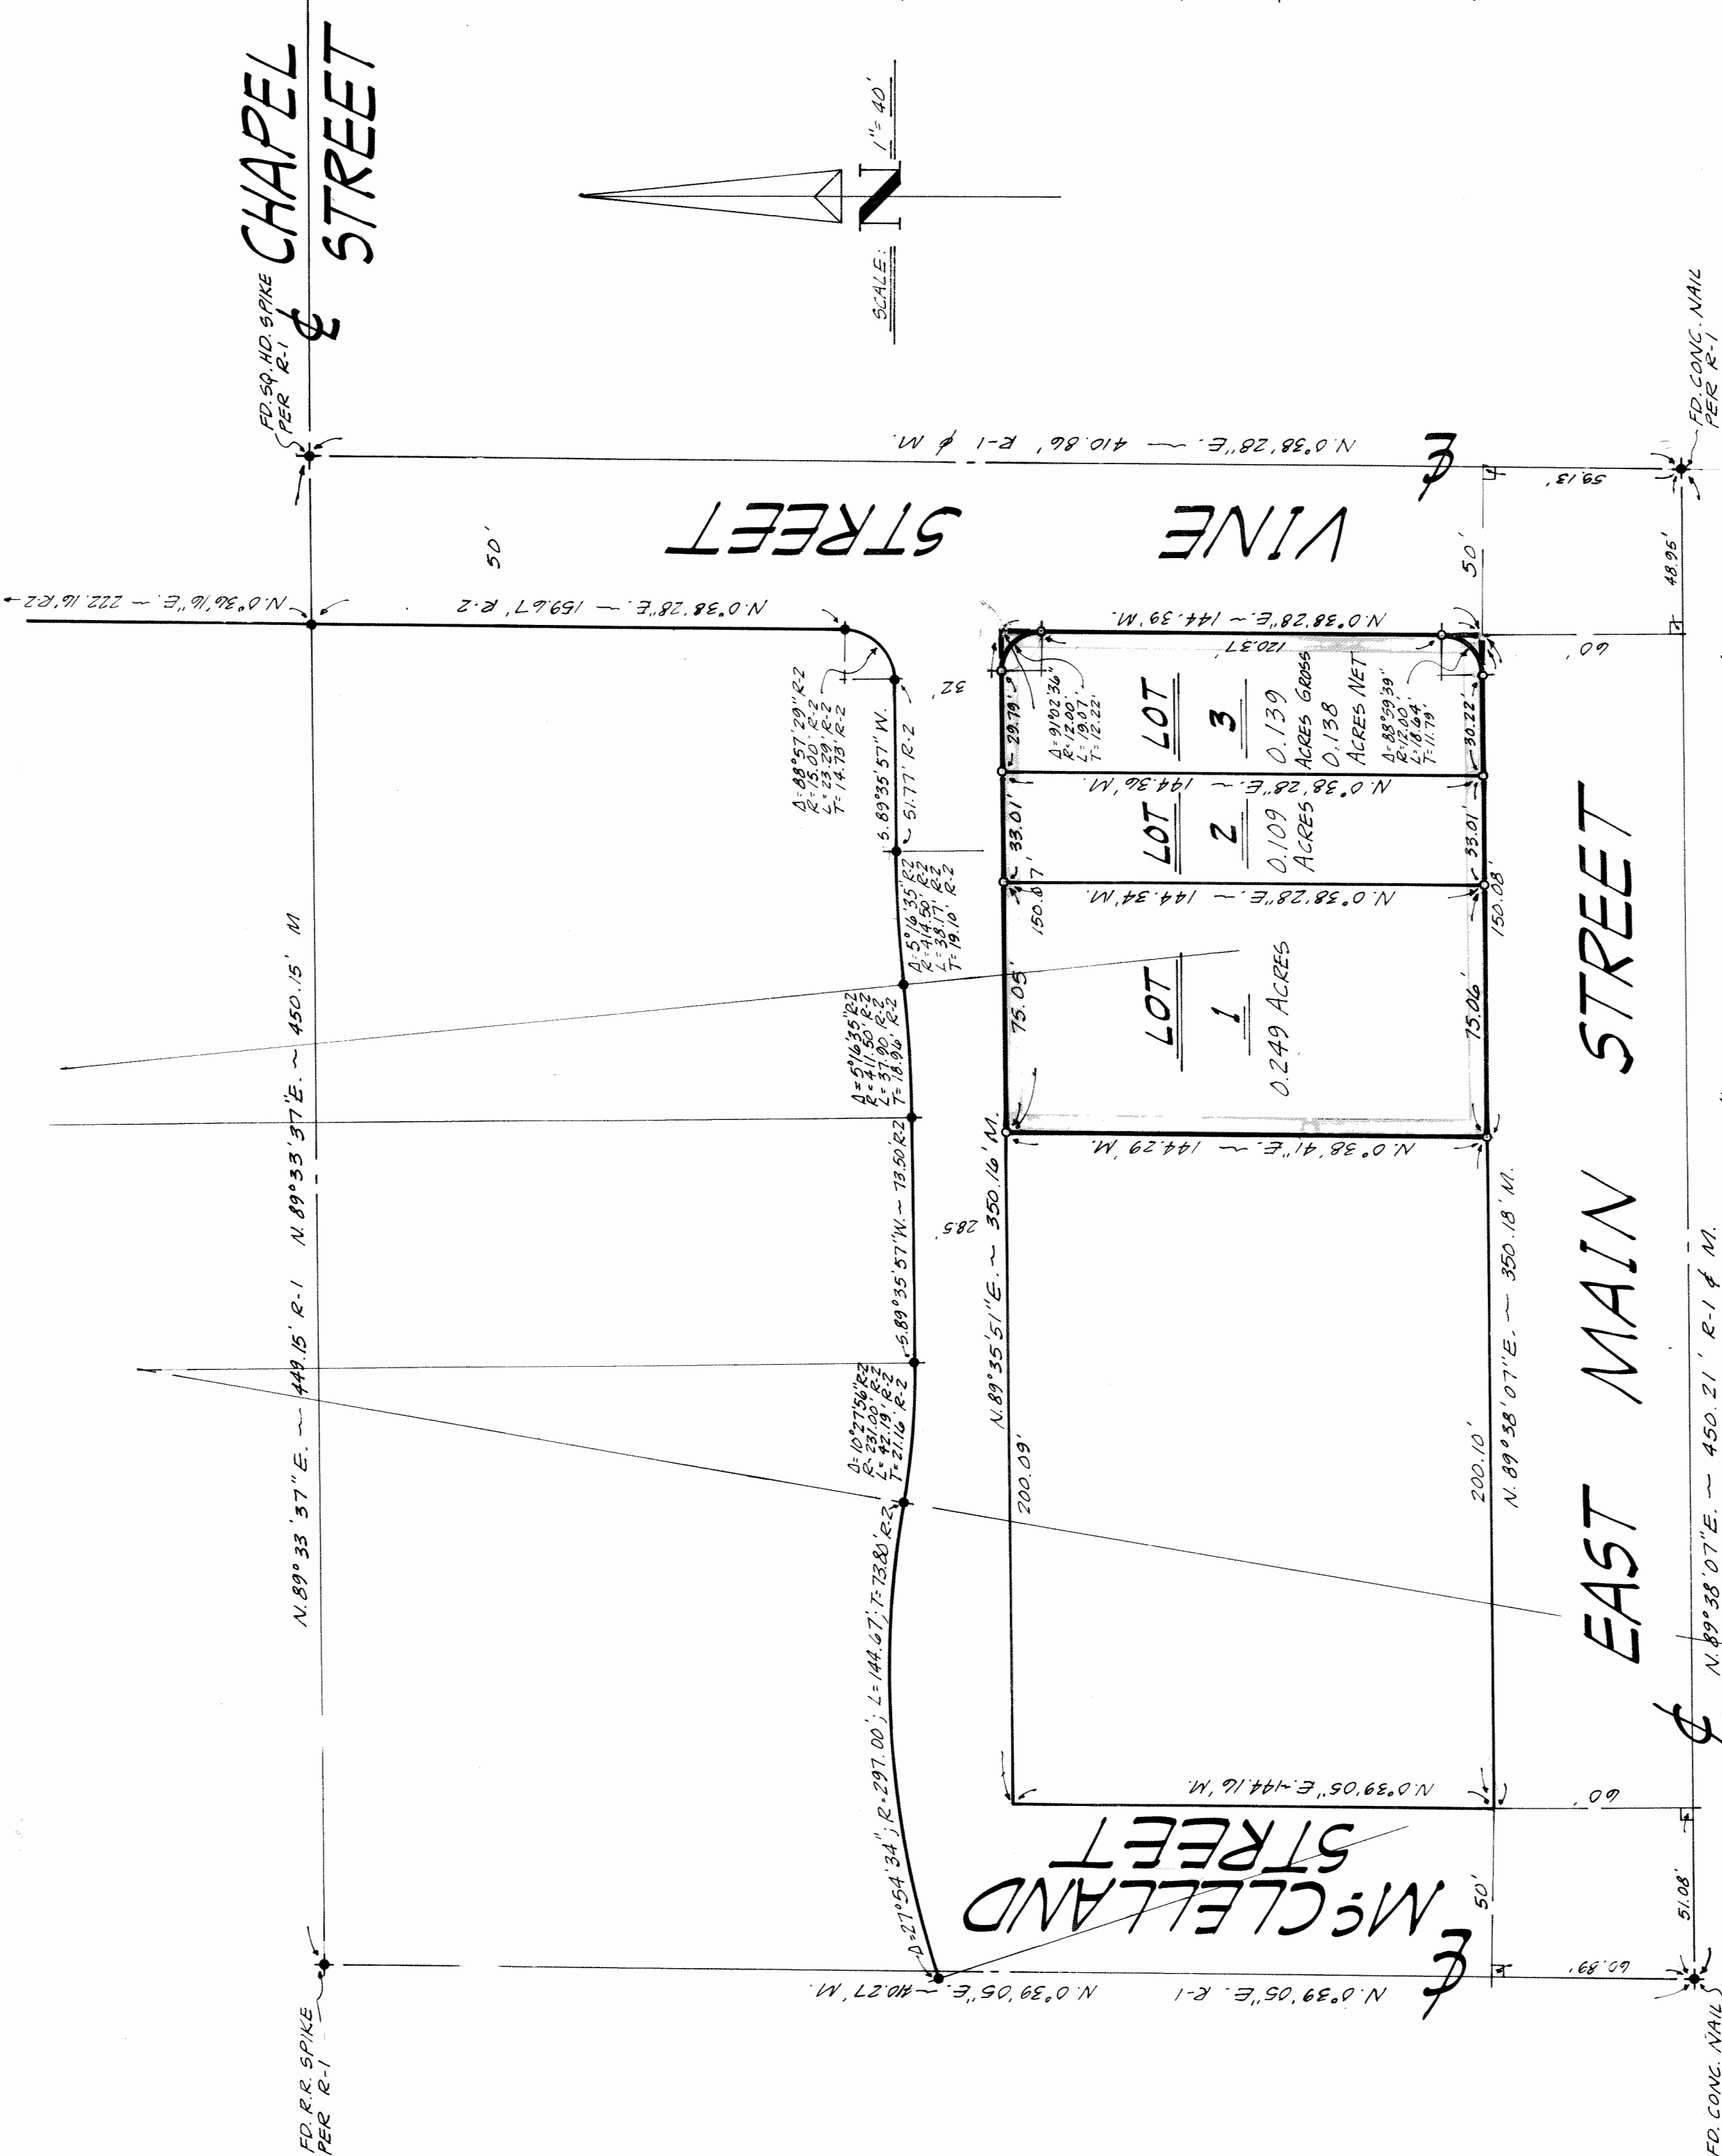 CHAPEL
STREET
FD. SQ. HD. SPIKE
PER R-1
℄
SCALE: 1"= 40'
N
N. 0°38'28"E. ~ 410.86' R-1 ¢ M.
℄
59.13'
FD. CONC. NAIL
PER R-1
VINE
STREET
50'
50'
48.95'
60'
N. 0°36'16"E. ~ 222.16' R-2
N. 0°38'28"E. ~ 159.67' R-2
Δ= 88°57'29" R-2
R= 15.00' R-2
L= 23.29' R-2
T= 14.73' R-2
32'
S. 89°35'57" W.
51.77' R-2
Δ= 5°16'35" R-2
R= 414.50' R-2
L= 38.17' R-2
T= 19.10' R-2
Δ= 5°16'35" R-2
R= 411.50' R-2
L= 37.90' R-2
T= 18.96' R-2
S. 89°35'57"W. ~ 73.50' R-2
28.5'
Δ= 10°27'56" R-2
R= 231.00' R-2
L= 42.19' R-2
T= 21.16' R-2
Δ= 27°54'34"; R= 297.00'; L= 144.67'; T= 73.80' R-2
N. 89°33'37"E. ~ 449.15' R-1
N. 89°33'37"E. ~ 450.15' M
N. 0°38'28"E. ~ 144.39' M.
120.37'
29.79'
Δ= 91°02'36"
R= 12.00'
L= 19.07'
T= 12.22'
LOT
3
0.139
ACRES GROSS
0.138
ACRES NET
Δ= 88°59'39"
R= 12.00'
L= 18.64'
T= 11.79'
30.22'
N. 0°38'28"E. ~ 144.36' M.
33.01'
LOT
2
0.109
ACRES
33.01'
150.07'
150.08'
N. 0°38'28"E. ~ 144.34' M.
75.05'
LOT
1
0.249 ACRES
75.06'
N. 0°38'41"E. ~ 144.29' M.
N. 89°35'51"E. ~ 350.16' M.
200.09'
200.10'
N. 89°38'07"E. ~ 350.18' M.
N. 0°39'05"E. ~ 144.16' M.
EAST MAIN STREET
℄
N. 89°38'07"E. ~ 450.21' R-1 ¢ M.
McCLELLAND
STREET
℄
50'
60'
51.08'
60.89'
N. 0°39'05"E. R-1
FD. R.R. SPIKE
PER R-1
FD. CONC. NAIL